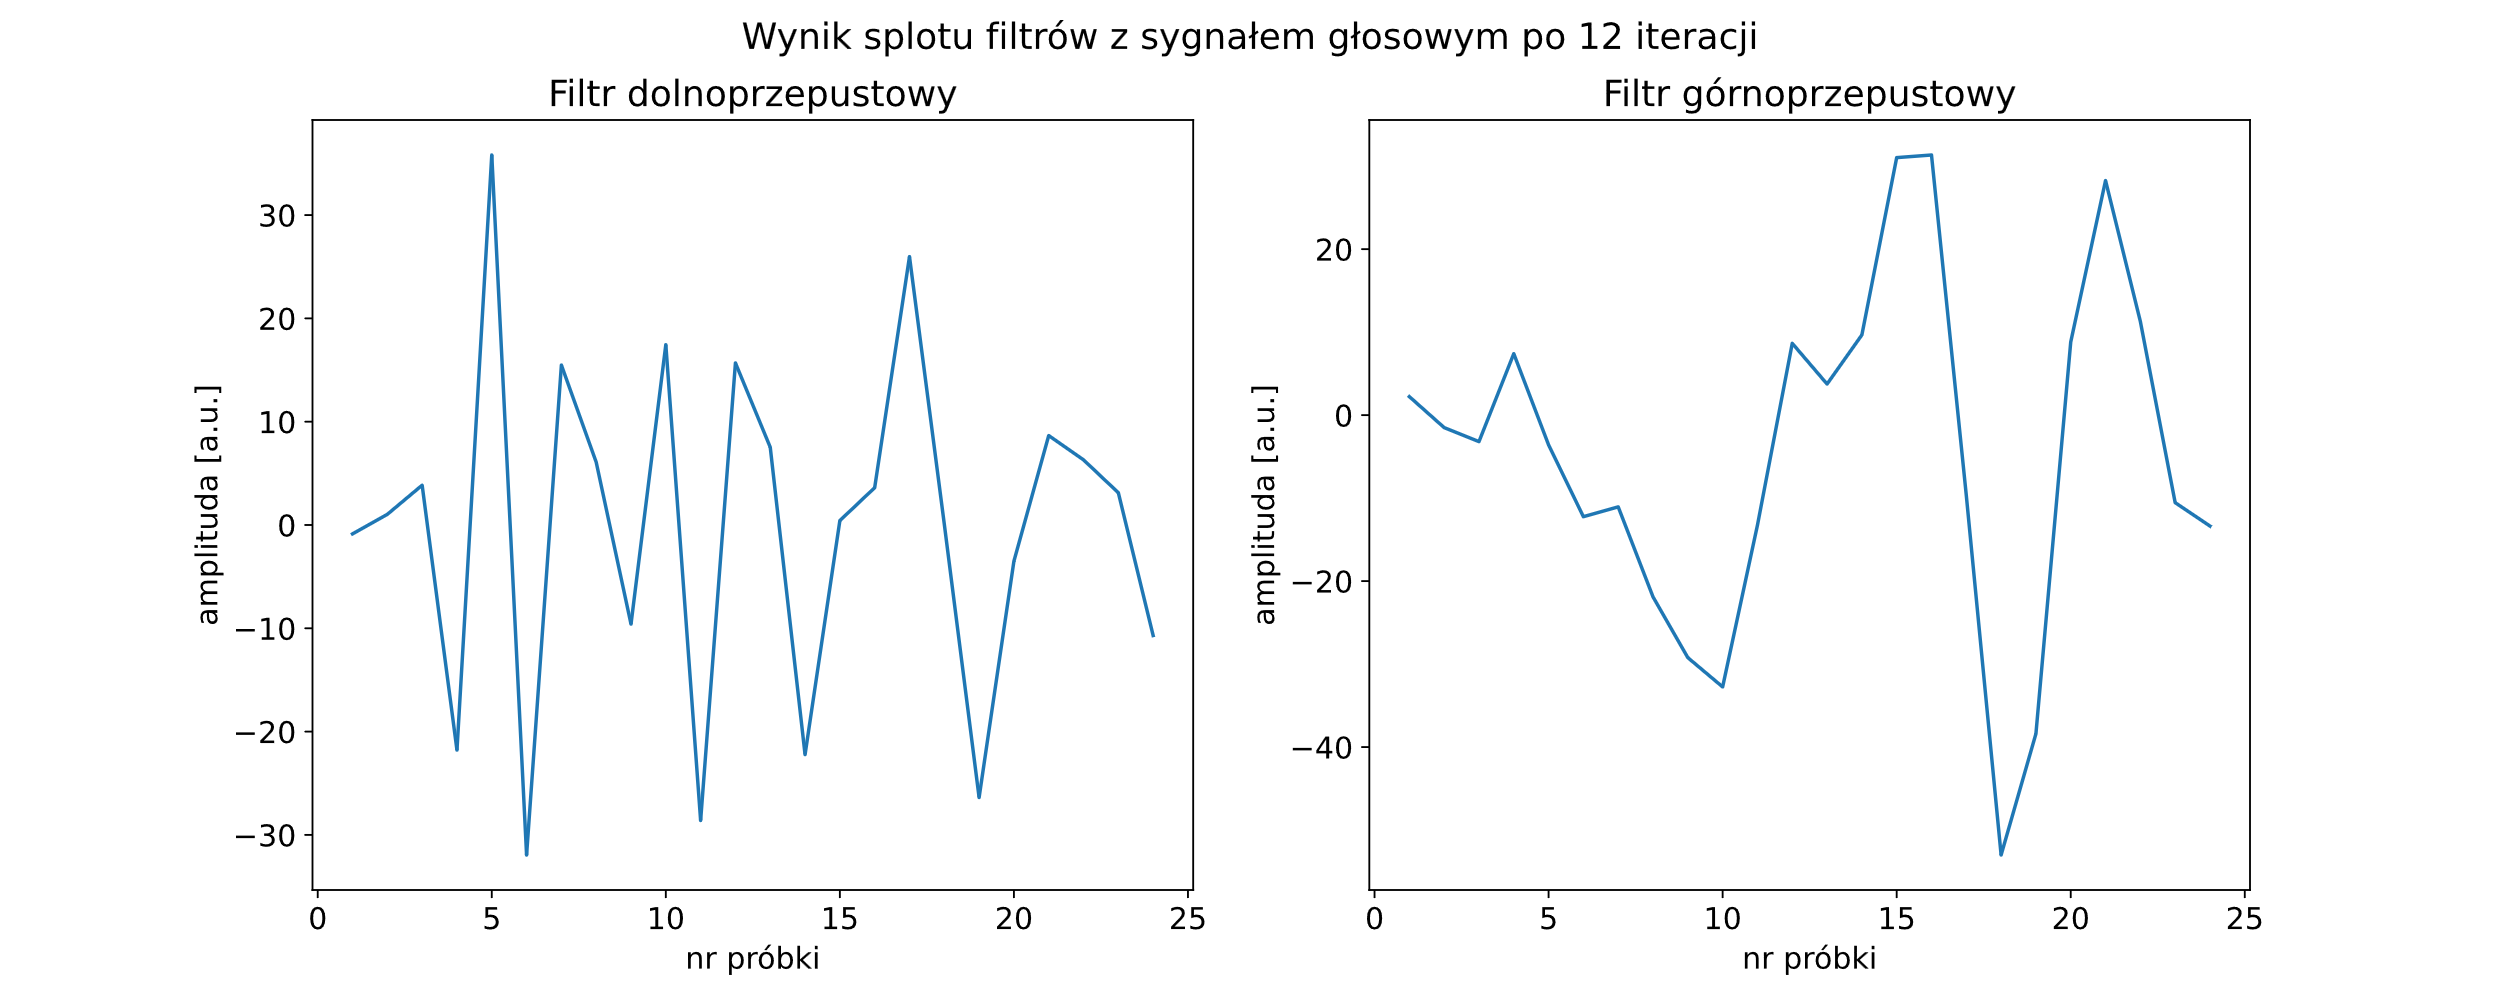 Wynik splotu filtrów z sygnałem głosowym po 12 iteracji
Filtr dolnoprzepustowy
amplituda [a.u.]
30
20
10
0
−10
−20
−30
0 5 10 15 20 25
nr próbki
Filtr górnoprzepustowy
amplituda [a.u.]
20
0
−20
−40
0 5 10 15 20 25
nr próbki